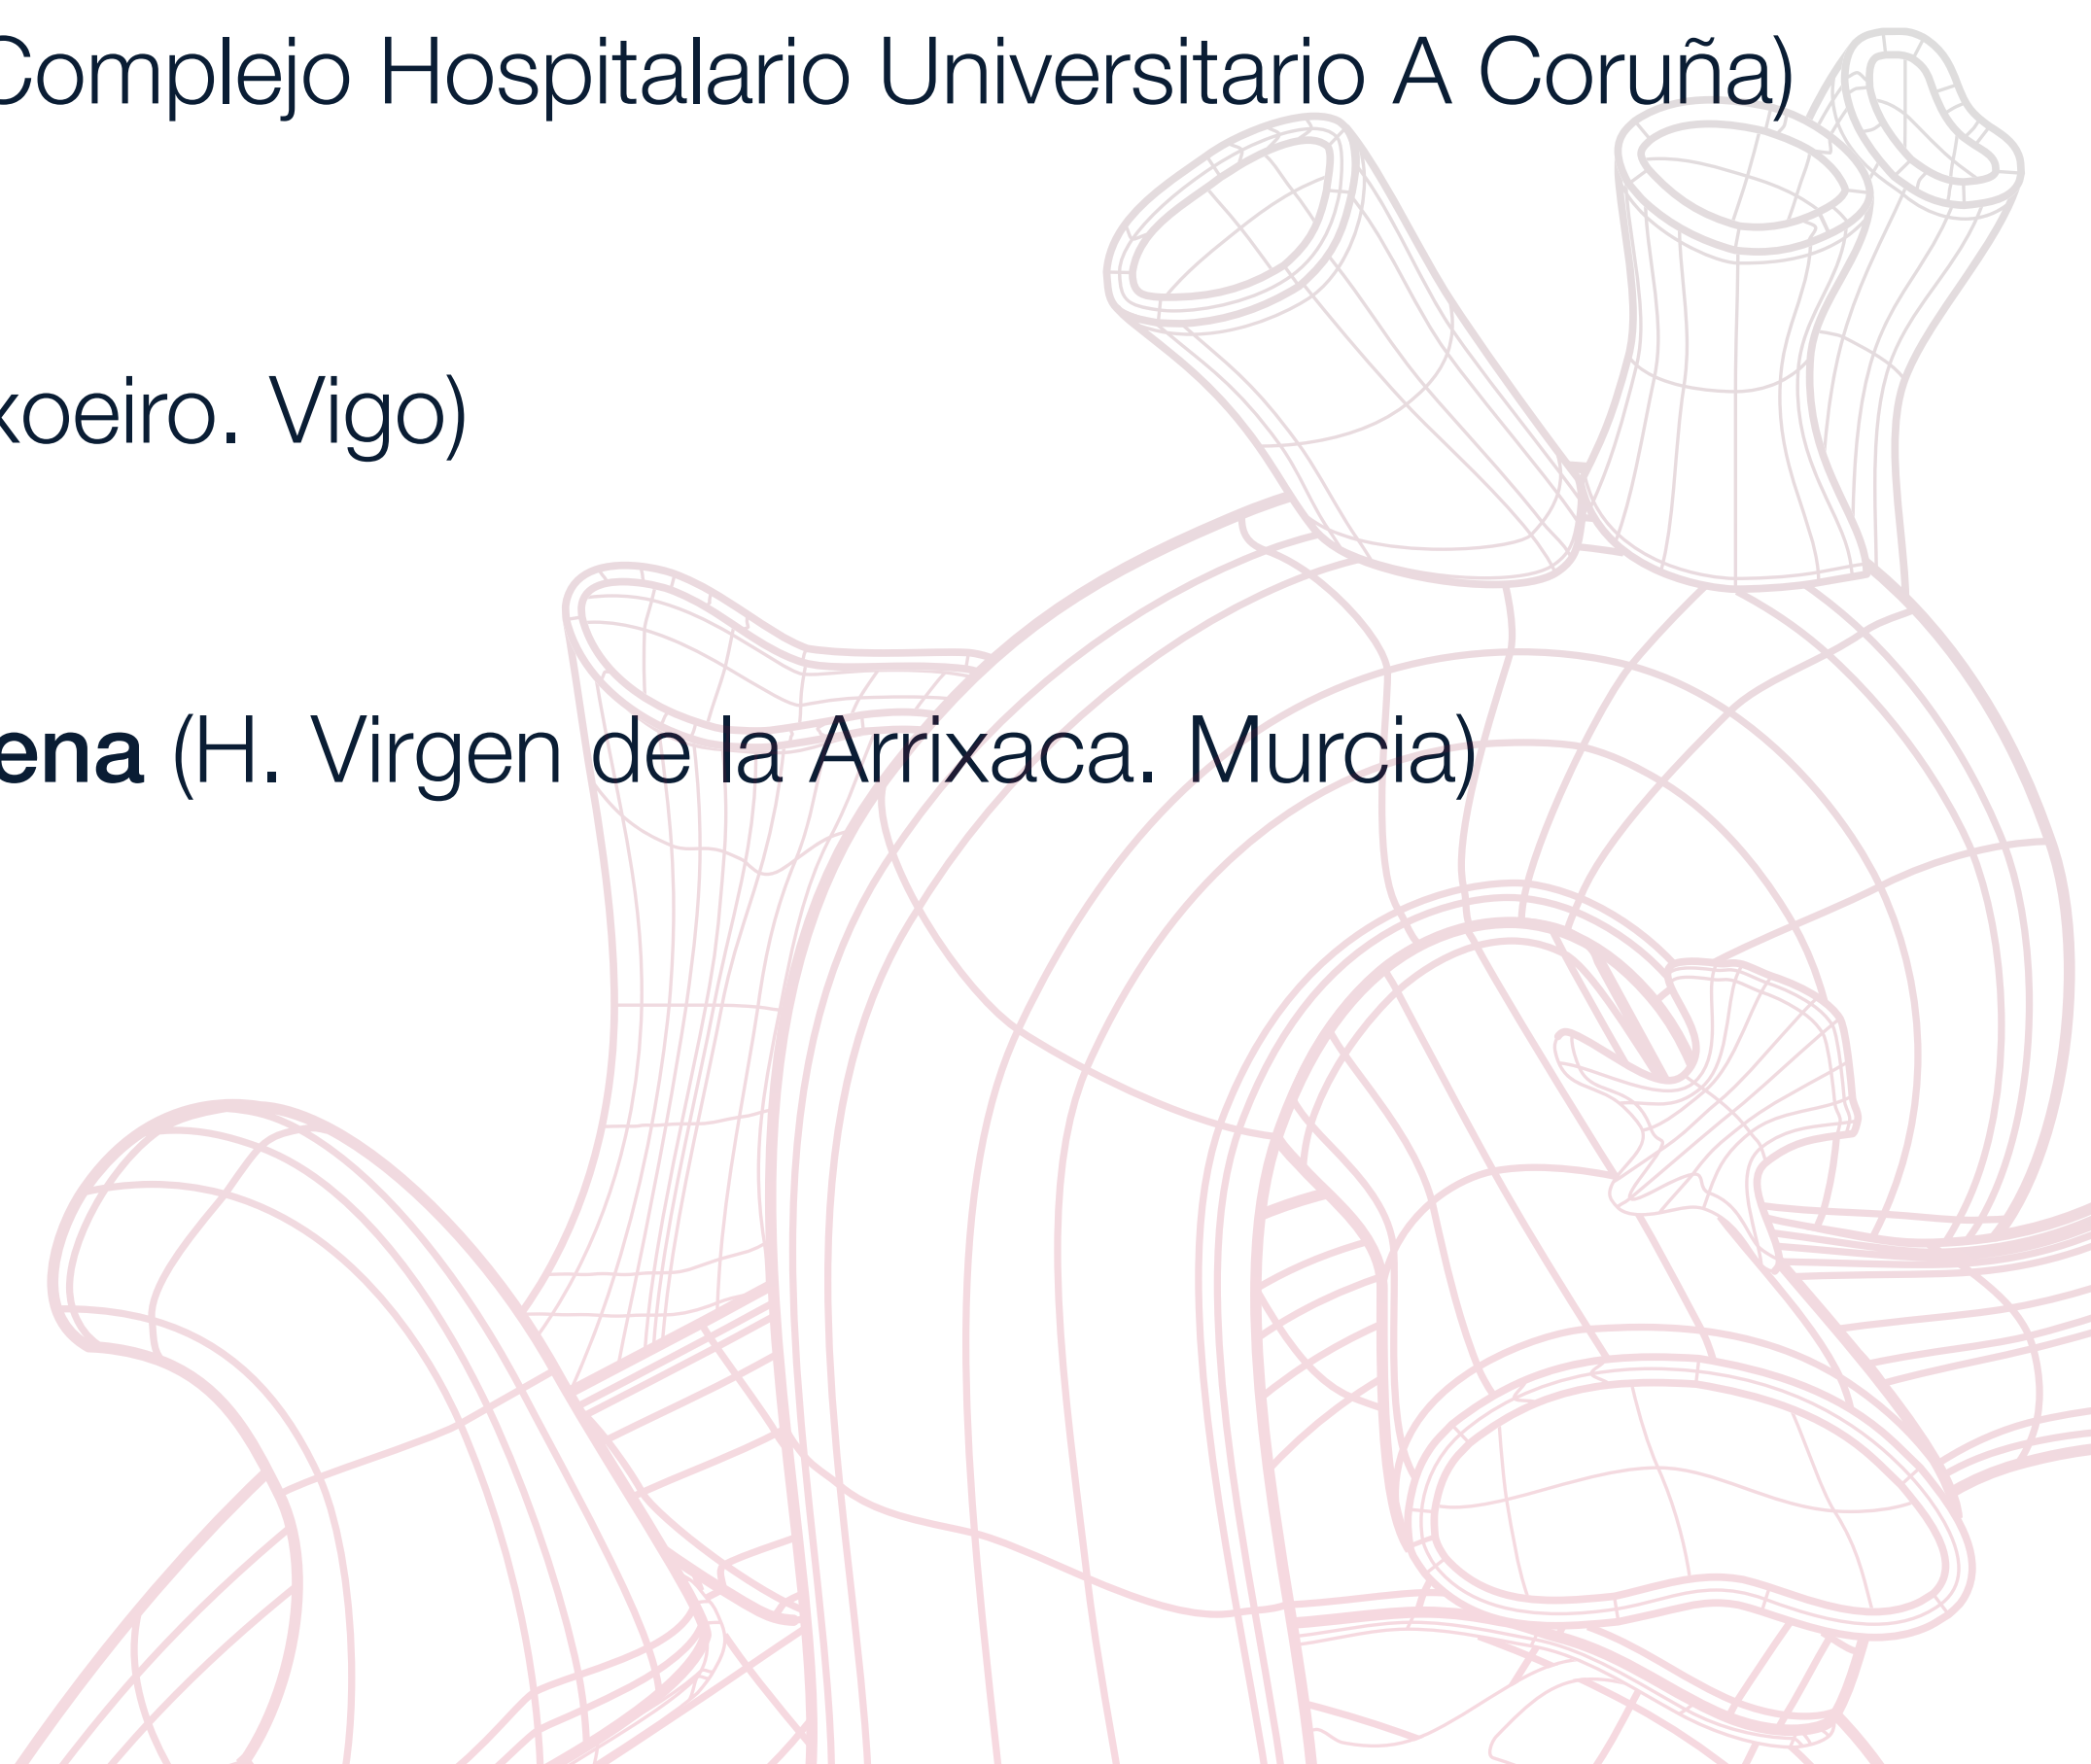 Complejo Hospitalario Universitario A Coruña)
xoeiro. Vigo)
ena (H. Virgen de la Arrixaca. Murcia)